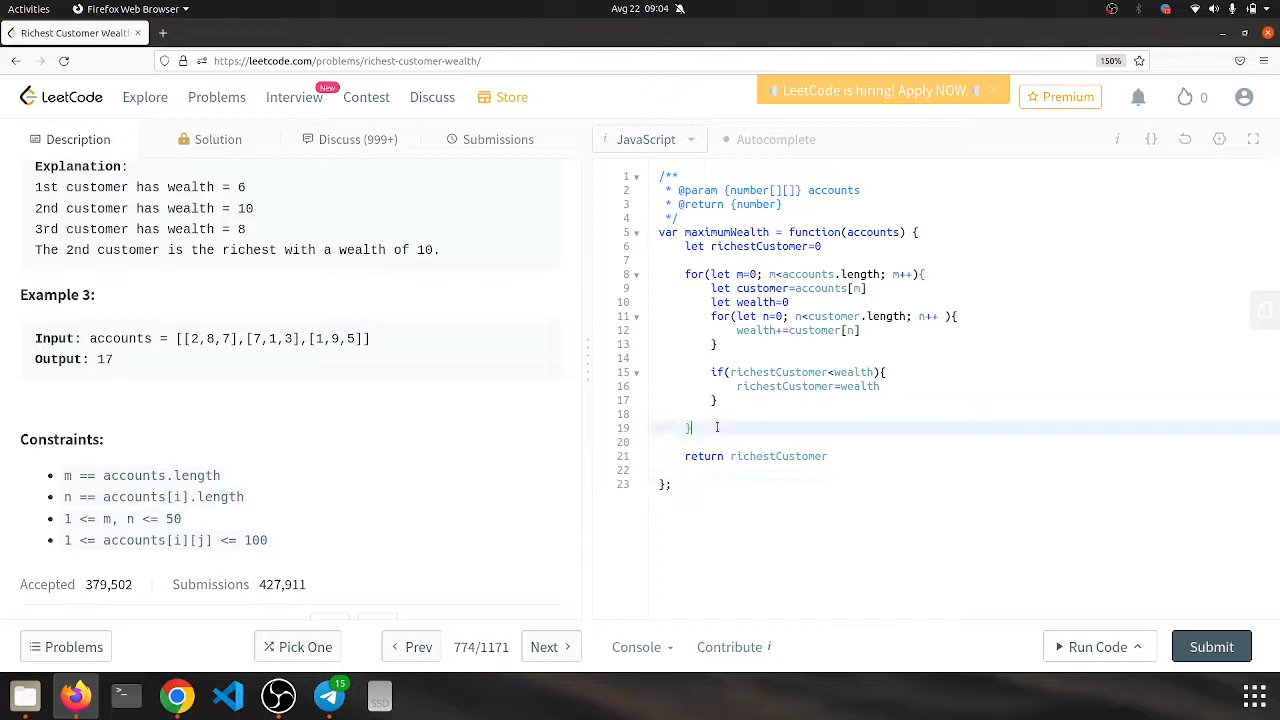 Activities
Firefox Web Browser
Aug 22 09:04
Richest Customer Wealth
https://leetcode.com/problems/richest-customer-wealth/
150%
LeetCode
Explore
Problems
Interview
New
Contest
Discuss
Store
LeetCode is hiring! Apply NOW.
Premium
0
Description
Solution
Discuss (999+)
Submissions
i JavaScript
Autocomplete
Explanation:
1st customer has wealth = 6
2nd customer has wealth = 10
3rd customer has wealth = 8
The 2nd customer is the richest with a wealth of 10.
Example 3:
Input: accounts = [[2,8,7],[7,1,3],[1,9,5]]
Output: 17
Constraints:
m == accounts.length
n == accounts[i].length
1 <= m, n <= 50
1 <= accounts[i][j] <= 100
Accepted 379,502 Submissions 427,911
1 /**
2 * @param {number[][]} accounts
3 * @return {number}
4 */
5 var maximumWealth = function(accounts) {
6 let richestCustomer=0
7
8 for(let m=0; m<accounts.length; m++){
9 let customer=accounts[m]
10 let wealth=0
11 for(let n=0; n<customer.length; n++ ){
12 wealth+=customer[n]
13 }
14
15 if(richestCustomer<wealth){
16 richestCustomer=wealth
17 }
18
19 }
20
21 return richestCustomer
22
23 };
Problems
Pick One
Prev
774/1171
Next
Console
Contribute i
Run Code
Submit
15
SSD